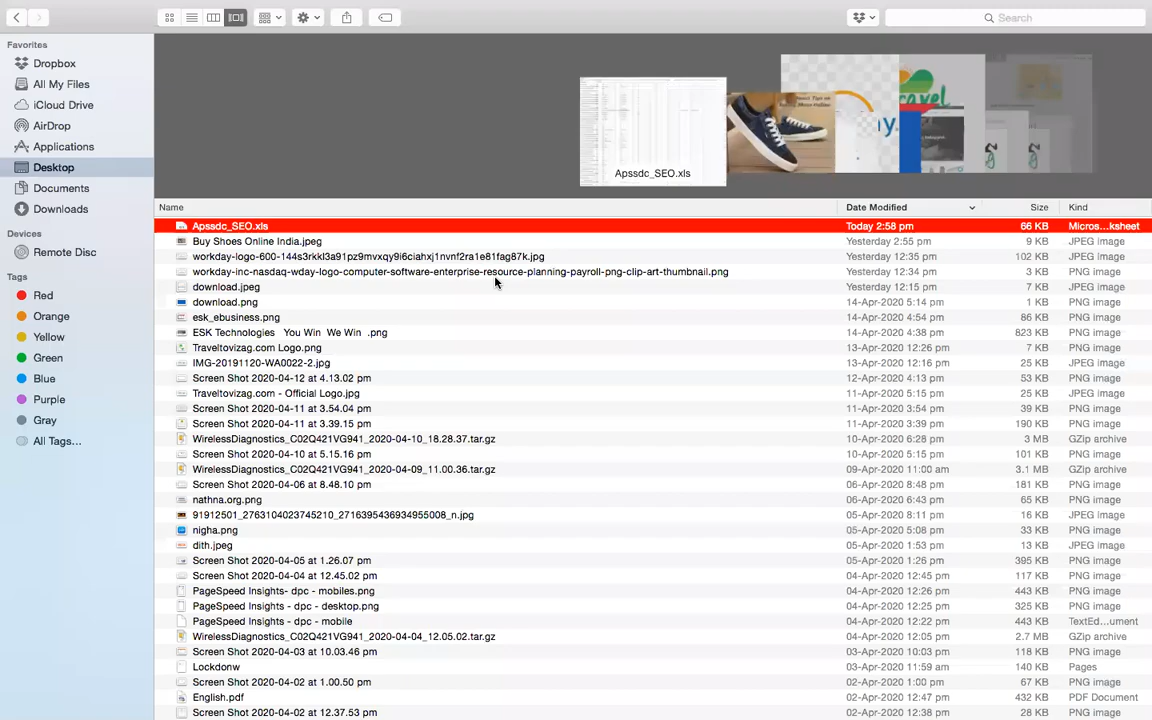 Search
Favorites
Dropbox
All My Files
iCloud Drive
AirDrop
Applications
Desktop
Documents
Downloads
Devices
Remote Disc
Tags
Red
Orange
Yellow
Green
Blue
Purple
Gray
All Tags...
Apssdc_SEO.xls
Name Date Modified Size Kind
Apssdc_SEO.xls Today 2:58 pm 66 KB Micros...ksheet
Buy Shoes Online India.jpeg Yesterday 2:55 pm 9 KB JPEG image
workday-logo-600-144s3rkkl3a91pz9mvxqy9i6ciahxj1nvnf2ra1e81fag87k.jpg Yesterday 12:35 pm 102 KB JPEG image
workday-inc-nasdaq-wday-logo-computer-software-enterprise-resource-planning-payroll-png-clip-art-thumbnail.png Yesterday 12:34 pm 3 KB PNG image
download.jpeg Yesterday 12:15 pm 7 KB JPEG image
download.png 14-Apr-2020 5:14 pm 1 KB PNG image
esk_ebusiness.png 14-Apr-2020 4:54 pm 86 KB PNG image
ESK Technologies You Win We Win .png 14-Apr-2020 4:38 pm 823 KB PNG image
Traveltovizag.com Logo.png 13-Apr-2020 12:26 pm 7 KB PNG image
IMG-20191120-WA0022-2.jpg 13-Apr-2020 12:16 pm 25 KB JPEG image
Screen Shot 2020-04-12 at 4.13.02 pm 12-Apr-2020 4:13 pm 53 KB PNG image
Traveltovizag.com - Official Logo.jpg 11-Apr-2020 5:15 pm 25 KB JPEG image
Screen Shot 2020-04-11 at 3.54.04 pm 11-Apr-2020 3:54 pm 39 KB PNG image
Screen Shot 2020-04-11 at 3.39.15 pm 11-Apr-2020 3:39 pm 190 KB PNG image
WirelessDiagnostics_C02Q421VG941_2020-04-10_18.28.37.tar.gz 10-Apr-2020 6:28 pm 3 MB GZip archive
Screen Shot 2020-04-10 at 5.15.16 pm 10-Apr-2020 5:15 pm 101 KB PNG image
WirelessDiagnostics_C02Q421VG941_2020-04-09_11.00.36.tar.gz 09-Apr-2020 11:00 am 3.1 MB GZip archive
Screen Shot 2020-04-06 at 8.48.10 pm 06-Apr-2020 8:48 pm 181 KB PNG image
nathna.org.png 06-Apr-2020 6:43 pm 65 KB PNG image
91912501_2763104023745210_2716395436934955008_n.jpg 05-Apr-2020 8:11 pm 16 KB JPEG image
nigha.png 05-Apr-2020 5:08 pm 33 KB PNG image
dith.jpeg 05-Apr-2020 1:53 pm 13 KB JPEG image
Screen Shot 2020-04-05 at 1.26.07 pm 05-Apr-2020 1:26 pm 395 KB PNG image
Screen Shot 2020-04-04 at 12.45.02 pm 04-Apr-2020 12:45 pm 117 KB PNG image
PageSpeed Insights- dpc - mobiles.png 04-Apr-2020 12:26 pm 443 KB PNG image
PageSpeed Insights- dpc - desktop.png 04-Apr-2020 12:25 pm 325 KB PNG image
PageSpeed Insights- dpc - mobile 04-Apr-2020 12:22 pm 443 KB TextEd...ument
WirelessDiagnostics_C02Q421VG941_2020-04-04_12.05.02.tar.gz 04-Apr-2020 12:05 pm 2.7 MB GZip archive
Screen Shot 2020-04-03 at 10.03.46 pm 03-Apr-2020 10:03 pm 118 KB PNG image
Lockdonw 03-Apr-2020 11:59 am 140 KB Pages
Screen Shot 2020-04-02 at 1.00.50 pm 02-Apr-2020 1:00 pm 67 KB PNG image
English.pdf 02-Apr-2020 12:47 pm 432 KB PDF Document
Screen Shot 2020-04-02 at 12.37.53 pm 02-Apr-2020 12:38 pm 98 KB PNG image